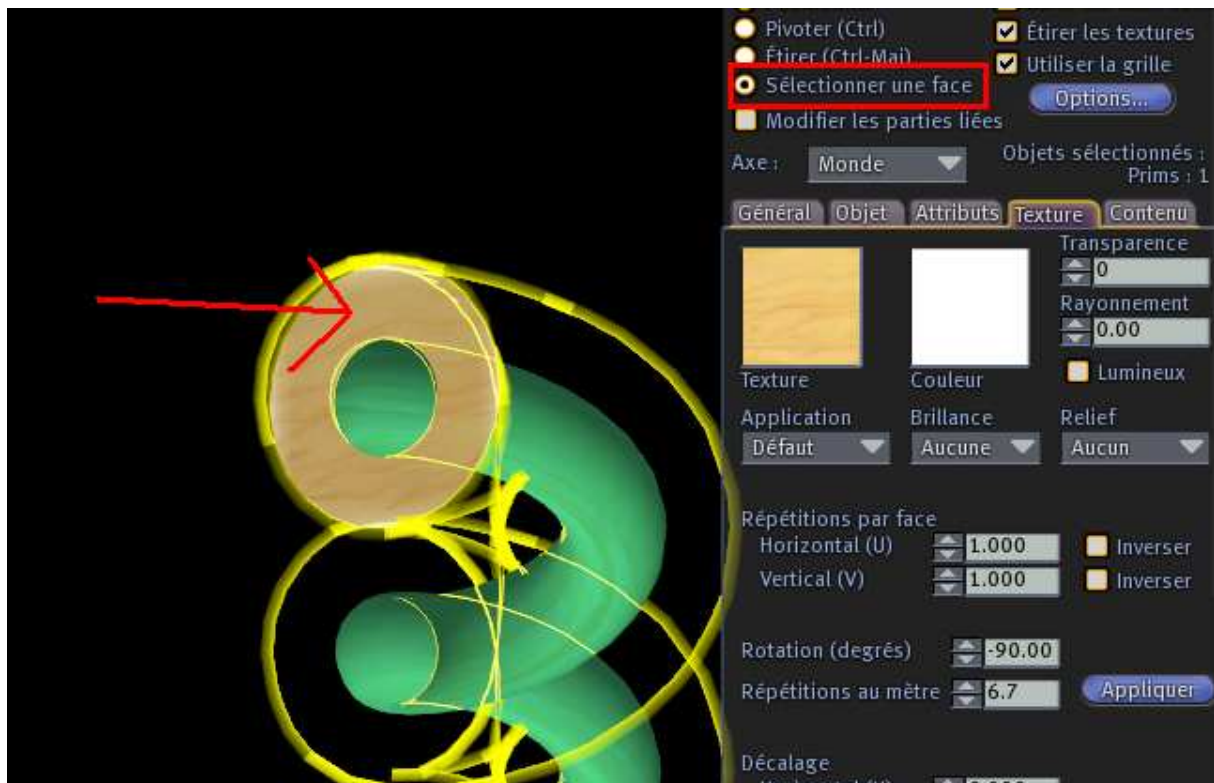 Pivoter (Ctrl)
Étirer les textures
Étirer (Ctrl-Maj)
Utiliser la grille
Sélectionner une face
Options...
Modifier les parties liées
Axe : Monde
Objets sélectionnés :
Prims : 1
Général Objet Attributs Texture Contenu
Transparence
0
Rayonnement
0.00
Texture Couleur Lumineux
Application Brillance Relief
Défaut Aucune Aucun
Répétitions par face
Horizontal (U) 1.000 Inverser
Vertical (V) 1.000 Inverser
Rotation (degrés) -90.00
Répétitions au mètre 6.7 Appliquer
Décalage